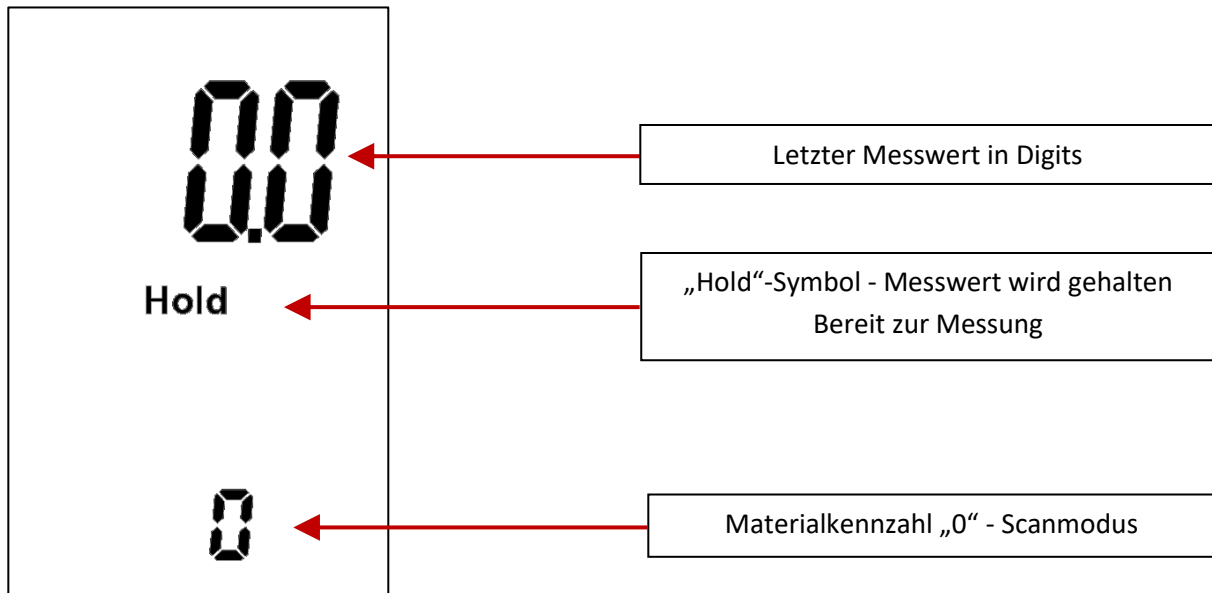 0.0
Letzter Messwert in Digits
Hold
„Hold“-Symbol - Messwert wird gehalten
Bereit zur Messung
0
Materialkennzahl „0“ - Scanmodus